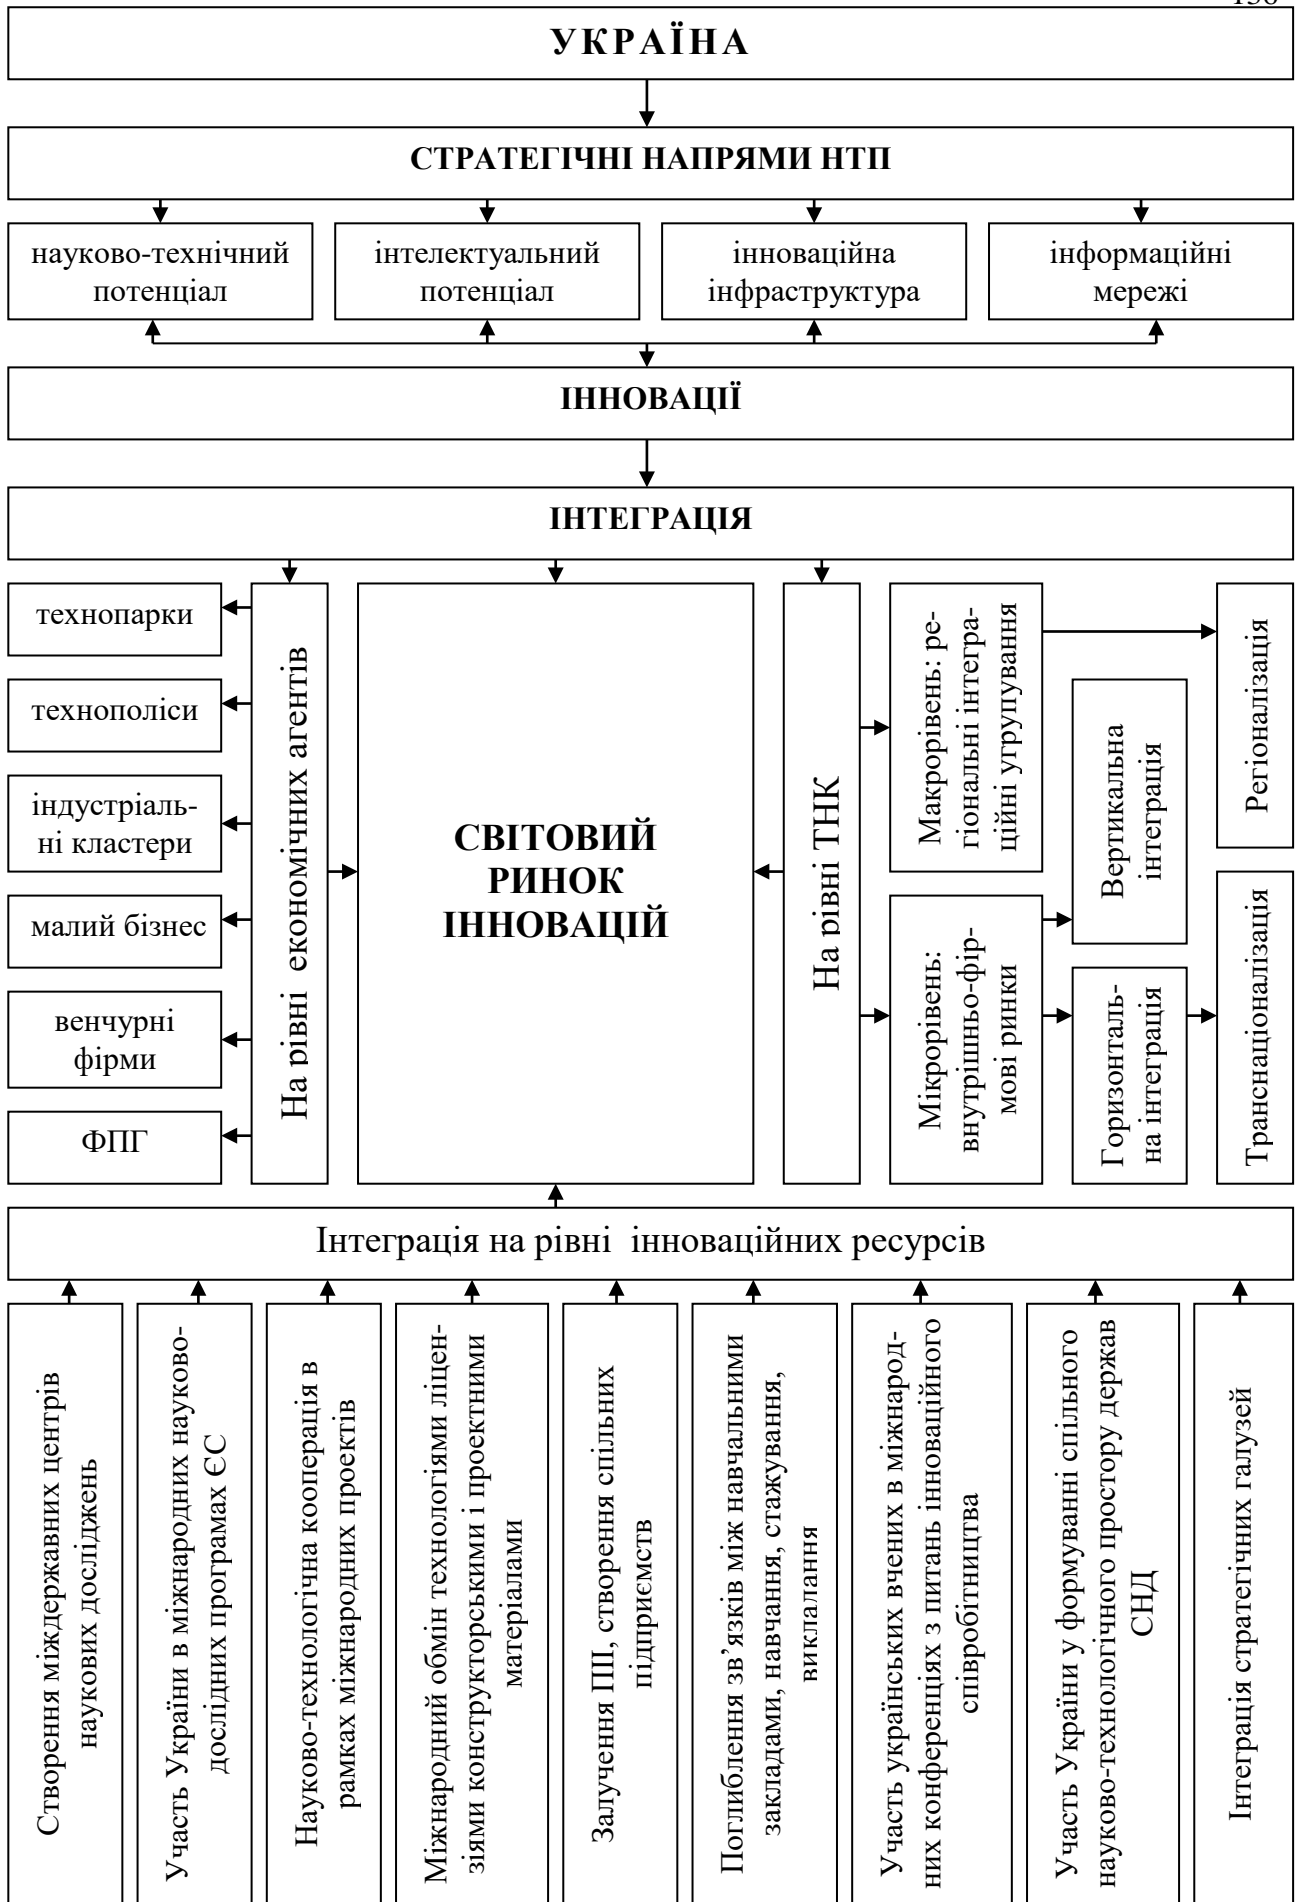 УКРАЇНА
СТРАТЕГІЧНІ НАПРЯМИ НТП
науково-технічний
потенціал
інтелектуальний
потенціал
інноваційна
інфраструктура
інформаційні
мережі
ІННОВАЦІЇ
ІНТЕГРАЦІЯ
технопарки
технополіси
індустріаль-
ні кластери
малий бізнес
венчурні
фірми
ФПГ
На рівні економічних агентів
СВІТОВИЙ
РИНОК
ІННОВАЦІЙ
На рівні ТНК
Макрорівень: ре-
гіональні інтегра-
ційні угрупування
Мікрорівень:
внутрішньо-фір-
мові ринки
Вертикальна
інтеграція
Горизонталь-
на інтеграція
Регіоналізація
Транснаціоналізація
Інтеграція на рівні інноваційних ресурсів
Створення міждержавних центрів
наукових досліджень
Участь України в міжнародних науково-
дослідних програмах ЄС
Науково-технологічна кооперація в
рамках міжнародних проектів
Міжнародний обмін технологіями ліцен-
зіями конструкторськими і проектними
матеріалами
Залучення ПІІ, створення спільних
підприємств
Поглиблення зв’язків між навчальними
закладами, навчання, стажування,
викладання
Участь українських вчених в міжнарод-
них конференціях з питань інноваційного
співробітництва
Участь України у формуванні спільного
науково-технологічного простору держав
СНД
Інтеграція стратегічних галузей